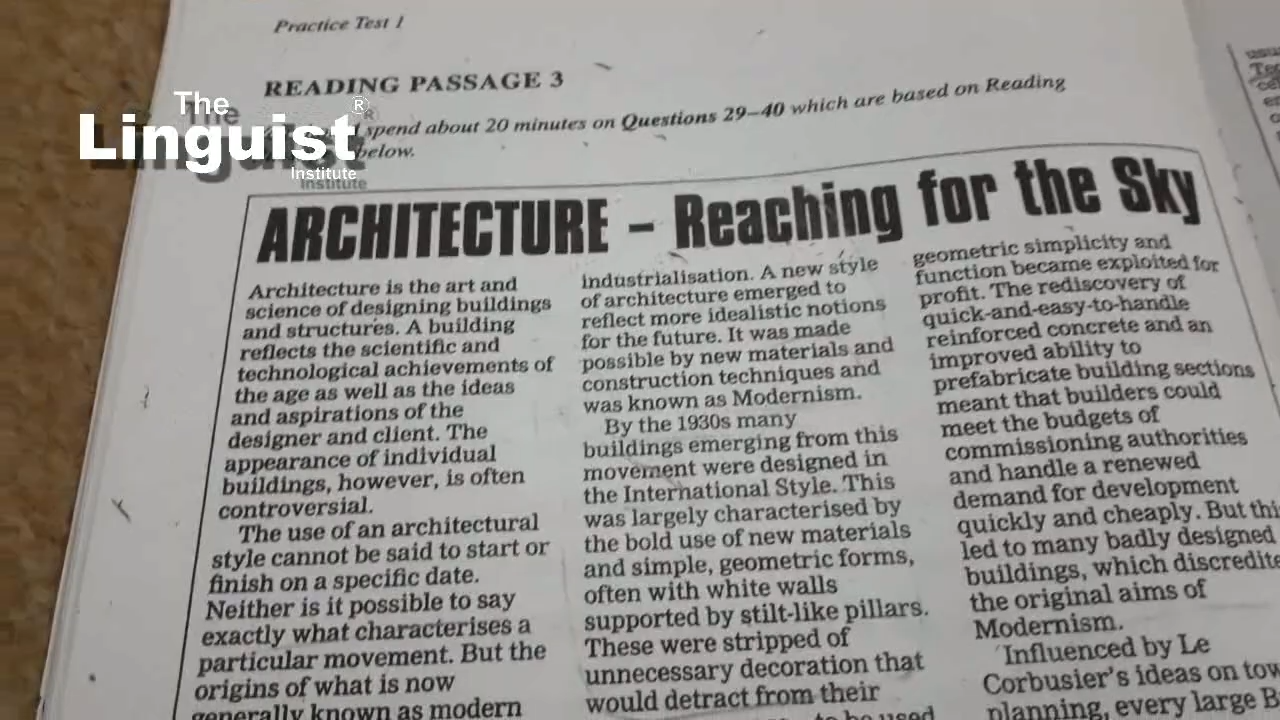 Practice Test 1
READING PASSAGE 3
The
Linguist®
Institute
spend about 20 minutes on Questions 29–40 which are based on Reading
below.
ARCHITECTURE – Reaching for the Sky
Architecture is the art and
science of designing buildings
and structures. A building
reflects the scientific and
technological achievements of
the age as well as the ideas
and aspirations of the
designer and client. The
appearance of individual
buildings, however, is often
controversial.
The use of an architectural
style cannot be said to start or
finish on a specific date.
Neither is it possible to say
exactly what characterises a
particular movement. But the
origins of what is now
generally known as modern
industrialisation. A new style
of architecture emerged to
reflect more idealistic notions
for the future. It was made
possible by new materials and
construction techniques and
was known as Modernism.
By the 1930s many
buildings emerging from this
movement were designed in
the International Style. This
was largely characterised by
the bold use of new materials
and simple, geometric forms,
often with white walls
supported by stilt-like pillars.
These were stripped of
unnecessary decoration that
would detract from their
to be used
geometric simplicity and
function became exploited for
profit. The rediscovery of
quick-and-easy-to-handle
reinforced concrete and an
improved ability to
prefabricate building sections
meant that builders could
meet the budgets of
commissioning authorities
and handle a renewed
demand for development
quickly and cheaply. But thi
led to many badly designed
buildings, which discredite
the original aims of
Modernism.
Influenced by Le
Corbusier's ideas on tow
planning, every large B